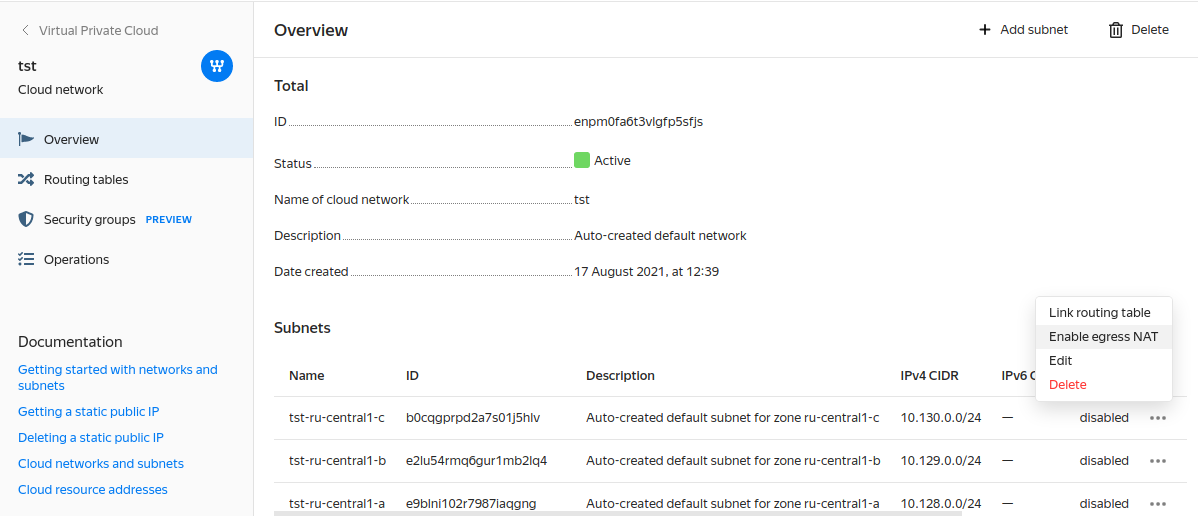 Virtual Private Cloud
tst
Cloud network
Overview
Routing tables
Security groups PREVIEW
Operations
Documentation
Getting started with networks and
subnets
Getting a static public IP
Deleting a static public IP
Cloud networks and subnets
Cloud resource addresses
Overview
Add subnet
Delete
Total
ID enpm0fa6t3vlgfp5sfjs
Status Active
Name of cloud network tst
Description Auto-created default network
Date created 17 August 2021, at 12:39
Subnets
Link routing table
Enable egress NAT
Edit
Delete
Name ID Description IPv4 CIDR IPv6
tst-ru-central1-c b0cqgprpd2a7s01j5hlv Auto-created default subnet for zone ru-central1-c 10.130.0.0/24 — disabled
tst-ru-central1-b e2lu54rmq6gur1mb2lq4 Auto-created default subnet for zone ru-central1-b 10.129.0.0/24 — disabled
tst-ru-central1-a e9blni102r7987iaqgng Auto-created default subnet for zone ru-central1-a 10.128.0.0/24 — disabled